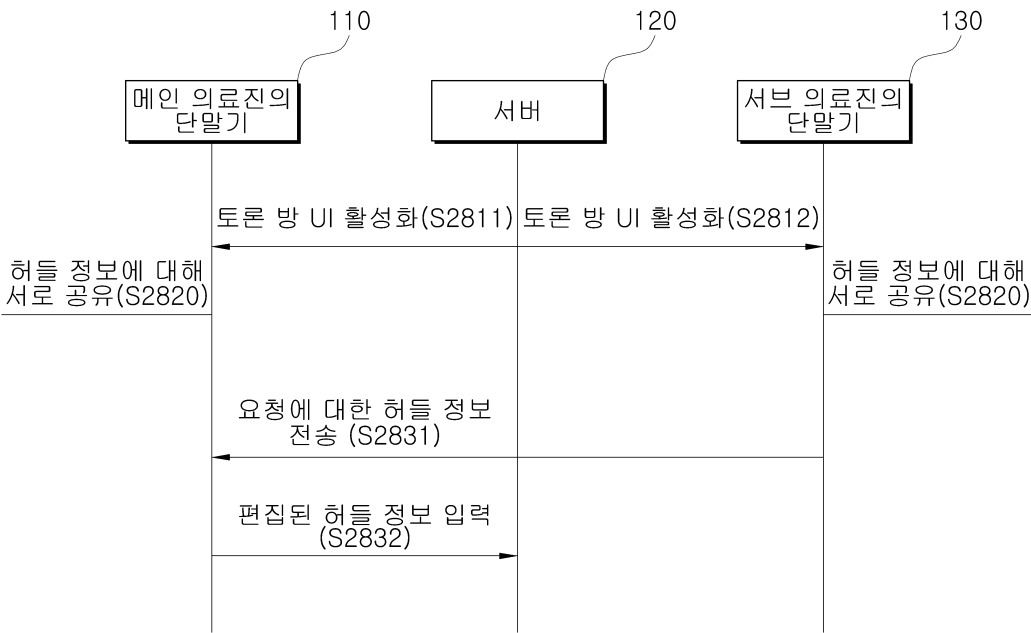 110
120
130
메인 의료진의
단말기
서버
서브 의료진의
단말기
토론 방 UI 활성화(S2811)
토론 방 UI 활성화(S2812)
허들 정보에 대해
서로 공유(S2820)
허들 정보에 대해
서로 공유(S2820)
요청에 대한 허들 정보
전송 (S2831)
편집된 허들 정보 입력
(S2832)